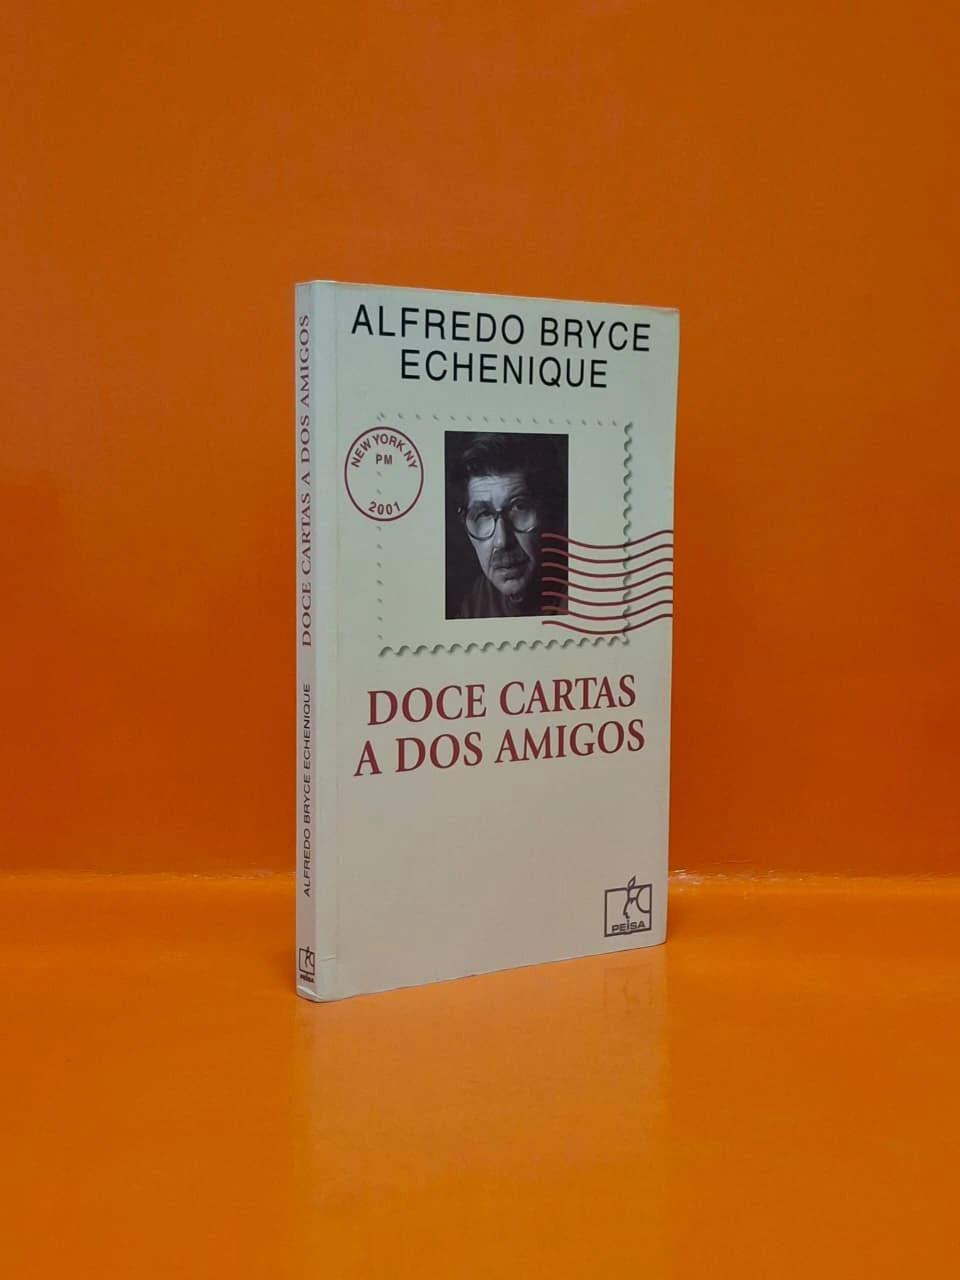 ALFREDO BRYCE
ECHENIQUE
NEW YORK NY
PM
2001
DOCE CARTAS
A DOS AMIGOS
PEISA
DOCE CARTAS A DOS AMIGOS
ALFREDO BRYCE ECHENIQUE
PEISA